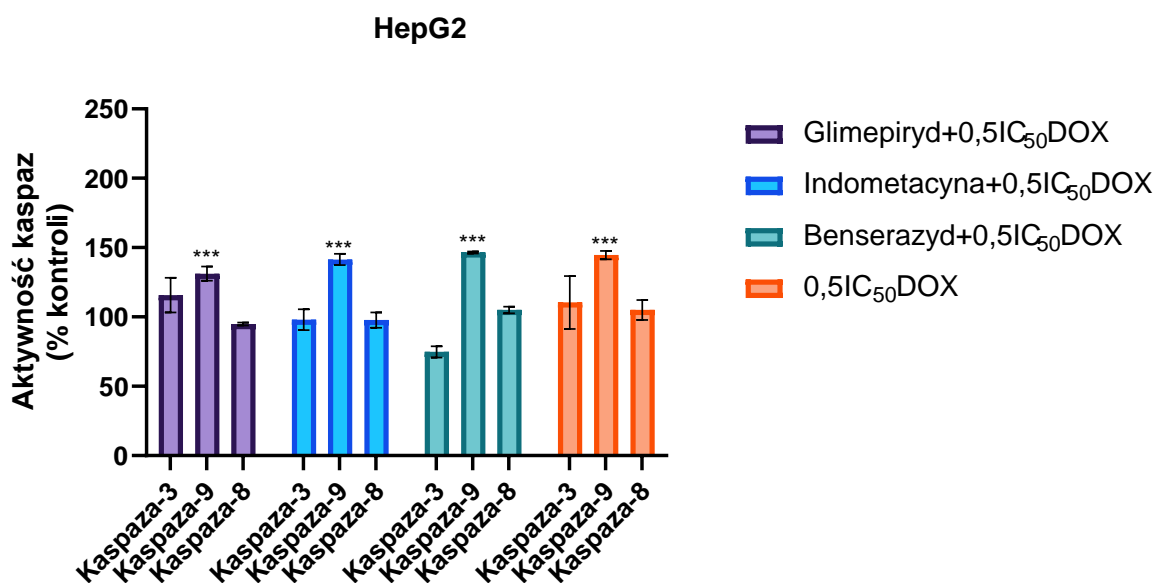 HepG2
Aktywność kaspaz
(% kontroli)
250
200
150
100
50
0
***
***
***
***
Kaspaza-3
Kaspaza-9
Kaspaza-8
Kaspaza-3
Kaspaza-9
Kaspaza-8
Kaspaza-3
Kaspaza-9
Kaspaza-8
Kaspaza-3
Kaspaza-9
Kaspaza-8
Glimepiryd+0,5IC50DOX
Indometacyna+0,5IC50DOX
Benserazyd+0,5IC50DOX
0,5IC50DOX